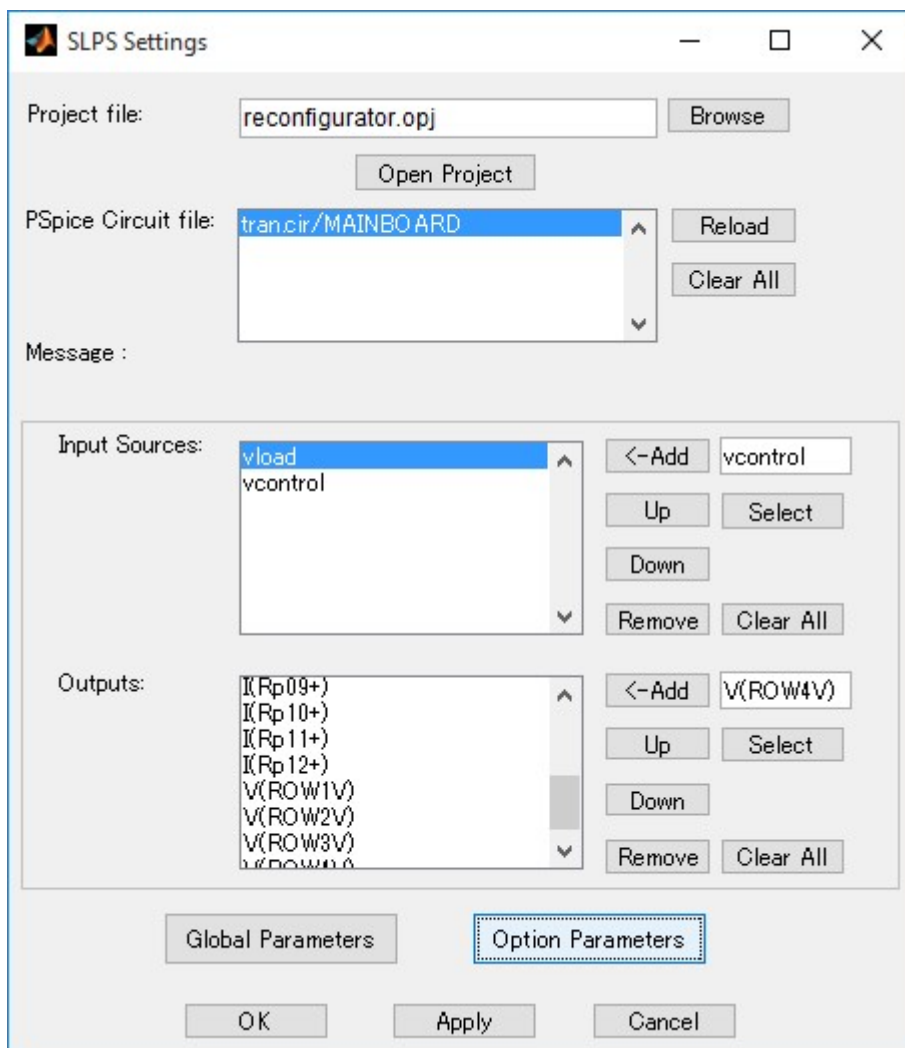 SLPS Settings
Project file:
reconfigurator.opj
Browse
Open Project
PSpice Circuit file:
tran.cir/MAINBOARD
Reload
Clear All
Message :
Input Sources:
vload
vcontrol
<-Add
vcontrol
Up
Select
Down
Remove
Clear All
Outputs:
I(Rp09+)
I(Rp10+)
I(Rp11+)
I(Rp12+)
V(ROW1V)
V(ROW2V)
V(ROW3V)
<-Add
V(ROW4V)
Up
Select
Down
Remove
Clear All
Global Parameters
Option Parameters
OK
Apply
Cancel